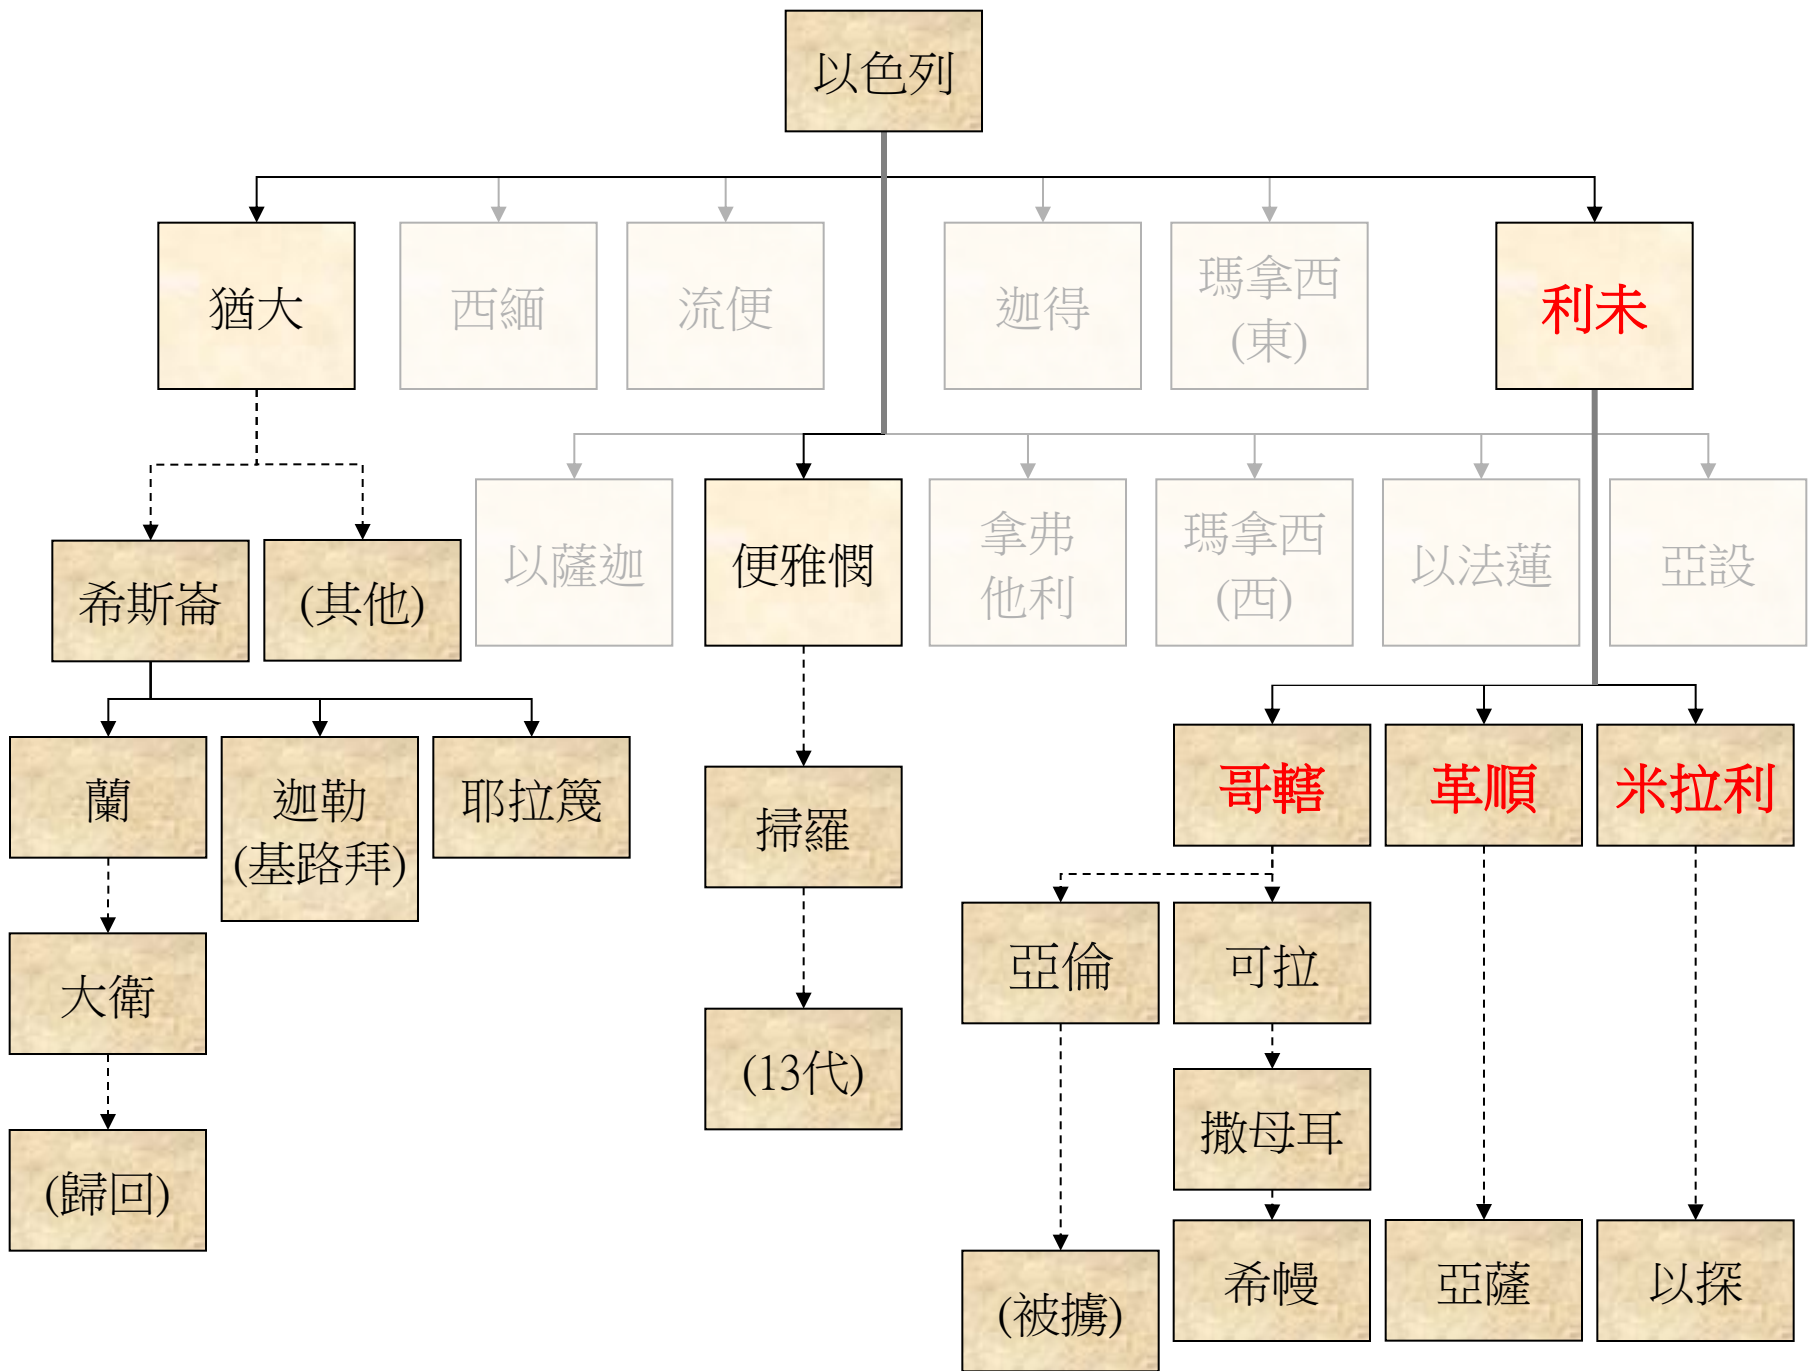 以色列
猶大
西緬
流便
迦得
瑪拿西
(東)
利未
以薩迦
便雅憫
拿弗
他利
瑪拿西
(西)
以法蓮
亞設
希斯崙
(其他)
蘭
迦勒
(基路拜)
耶拉篾
掃羅
哥轄
革順
米拉利
大衛
亞倫
可拉
(13代)
撒母耳
(歸回)
(被擄)
希幔
亞薩
以探